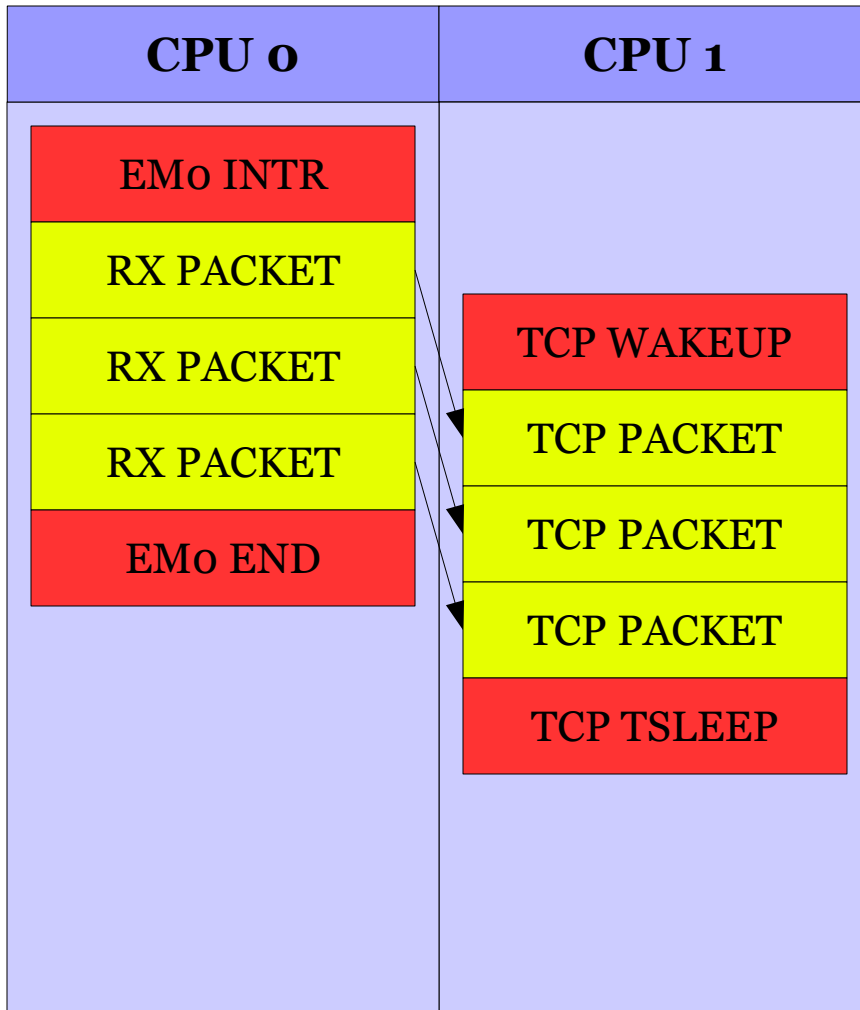 CPU 0
CPU 1
EM0 INTR
RX PACKET
RX PACKET
RX PACKET
EM0 END
TCP WAKEUP
TCP PACKET
TCP PACKET
TCP PACKET
TCP TSLEEP